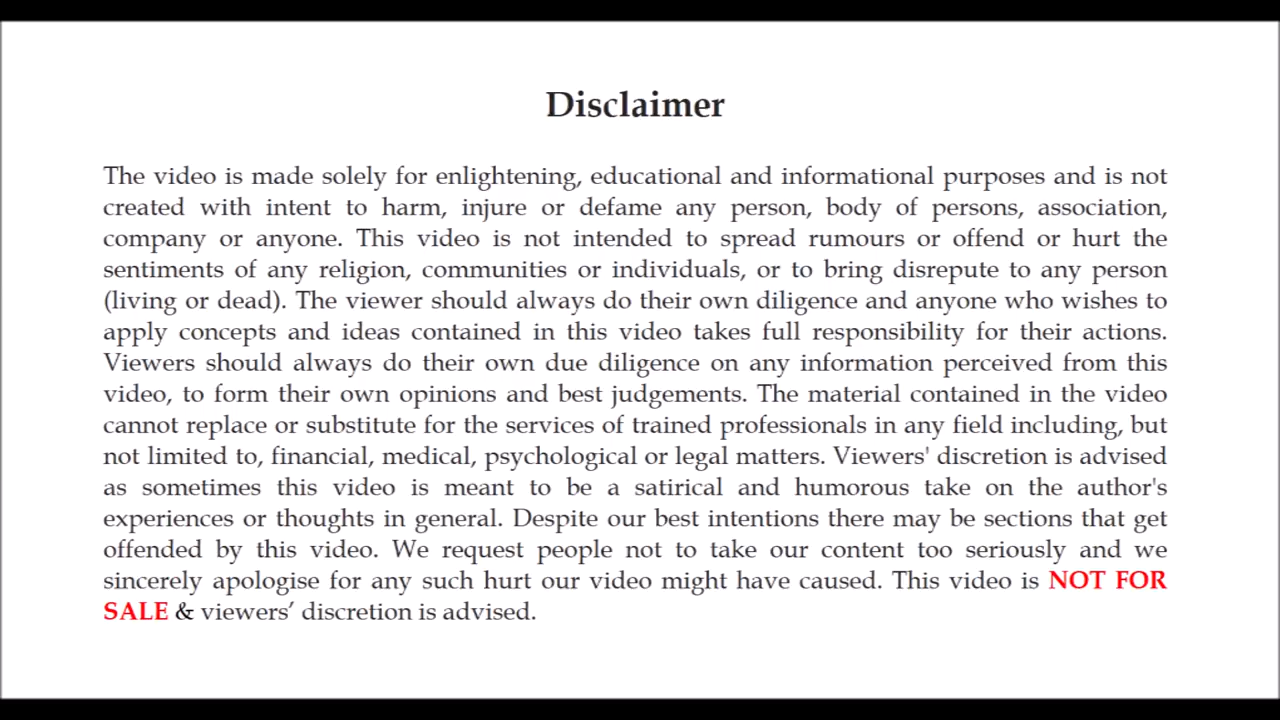 Disclaimer
The video is made solely for enlightening, educational and informational purposes and is not
created with intent to harm, injure or defame any person, body of persons, association,
company or anyone. This video is not intended to spread rumours or offend or hurt the
sentiments of any religion, communities or individuals, or to bring disrepute to any person
(living or dead). The viewer should always do their own diligence and anyone who wishes to
apply concepts and ideas contained in this video takes full responsibility for their actions.
Viewers should always do their own due diligence on any information perceived from this
video, to form their own opinions and best judgements. The material contained in the video
cannot replace or substitute for the services of trained professionals in any field including, but
not limited to, financial, medical, psychological or legal matters. Viewers' discretion is advised
as sometimes this video is meant to be a satirical and humorous take on the author's
experiences or thoughts in general. Despite our best intentions there may be sections that get
offended by this video. We request people not to take our content too seriously and we
sincerely apologise for any such hurt our video might have caused. This video is NOT FOR
SALE & viewers’ discretion is advised.